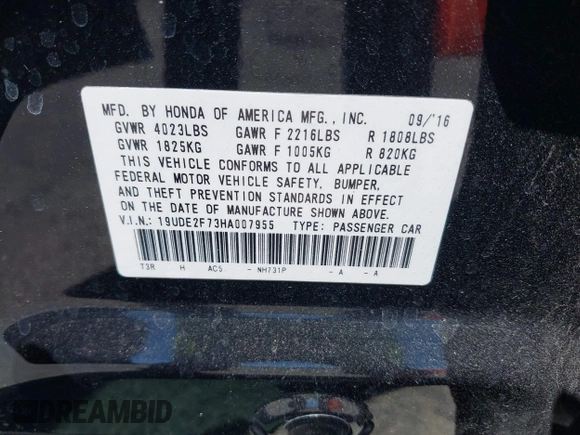 MFD. BY HONDA OF AMERICA MFG., INC. 09/'16
GVWR 4023LBS GAWR F 2216LBS R 1808LBS
GVWR 1825KG GAWR F 1005KG R 820KG
THIS VEHICLE CONFORMS TO ALL APPLICABLE
FEDERAL MOTOR VEHICLE SAFETY, BUMPER,
AND THEFT PREVENTION STANDARDS IN EFFECT
ON THE DATE OF MANUFACTURE SHOWN ABOVE.
V.I.N.: 19UDE2F73HA007955 TYPE: PASSENGER CAR
T3R H AC5 - NH731P - A - A
DREAMBID